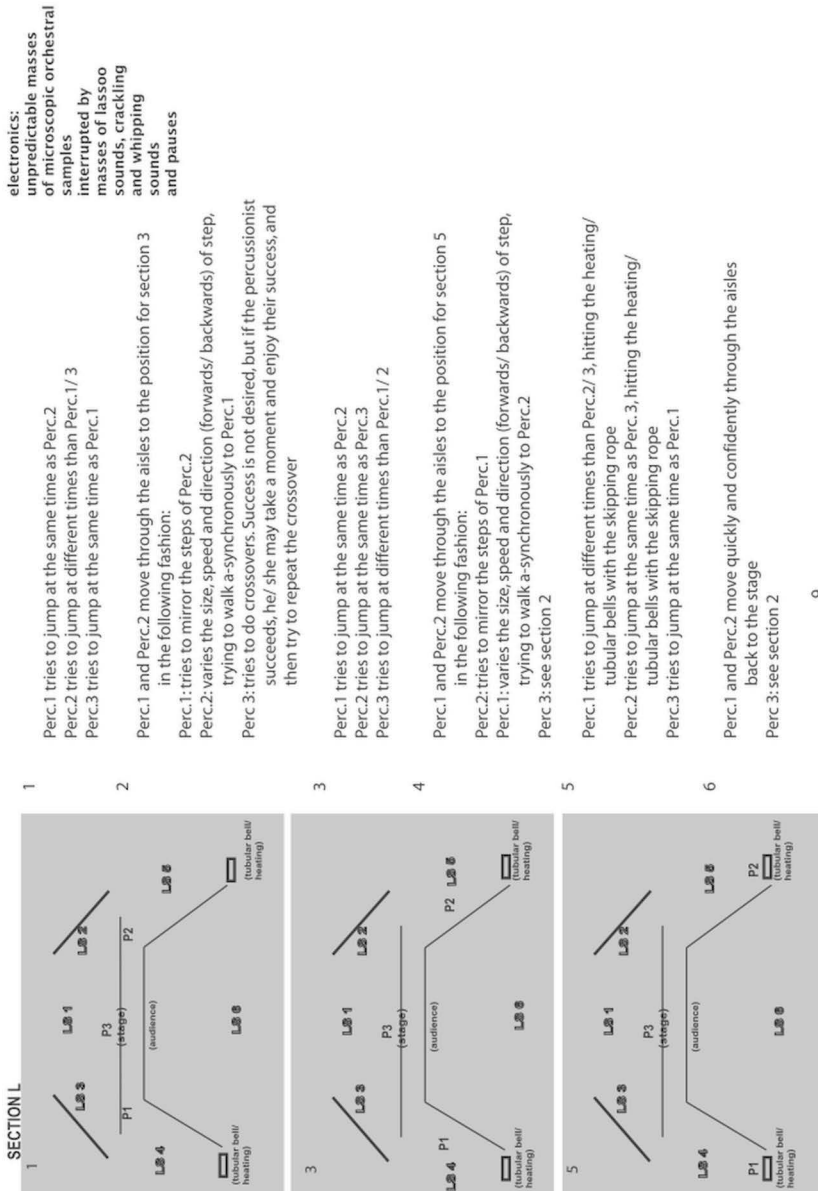 SECTION L
1
LS 1
LS 3
LS 2
P3
(stage)
P1
P2
(audience)
LS 4
LS 5
LS 6
(tubular bell/
heating)
(tubular bell/
heating)
3
LS 1
LS 3
LS 2
P3
(stage)
P1
P2
(audience)
LS 4
LS 5
LS 6
(tubular bell/
heating)
(tubular bell/
heating)
5
LS 1
LS 3
LS 2
P3
(stage)
(audience)
LS 4
LS 5
LS 6
P1
P2
(tubular bell/
heating)
(tubular bell/
heating)
1
Perc.1 tries to jump at the same time as Perc.2
Perc.2 tries to jump at different times than Perc.1/ 3
Perc.3 tries to jump at the same time as Perc.1
2
Perc.1 and Perc.2 move through the aisles to the position for section 3
in the following fashion:
Perc.1: tries to mirror the steps of Perc.2
Perc.2: varies the size, speed and direction (forwards/ backwards) of step,
trying to walk a-synchronously to Perc.1
Perc 3: tries to do crossovers. Success is not desired, but if the percussionist
succeeds, he/ she may take a moment and enjoy their success, and
then try to repeat the crossover
3
Perc.1 tries to jump at the same time as Perc.2
Perc.2 tries to jump at the same time as Perc.3
Perc.3 tries to jump at different times than Perc.1/ 2
4
Perc.1 and Perc.2 move through the aisles to the position for section 5
in the following fashion:
Perc.2: tries to mirror the steps of Perc.1
Perc.1: varies the size, speed and direction (forwards/ backwards) of step,
trying to walk a-synchronously to Perc.2
Perc 3: see section 2
5
Perc.1 tries to jump at different times than Perc.2/ 3, hitting the heating/
tubular bells with the skipping rope
Perc.2 tries to jump at the same time as Perc. 3, hitting the heating/
tubular bells with the skipping rope
Perc.3 tries to jump at the same time as Perc.1
6
Perc.1 and Perc.2 move quickly and confidently through the aisles
back to the stage
Perc 3: see section 2
electronics:
unpredictable masses
of microscopic orchestral
samples
interrupted by
masses of lassoo
sounds, crackling
and whipping
sounds
and pauses